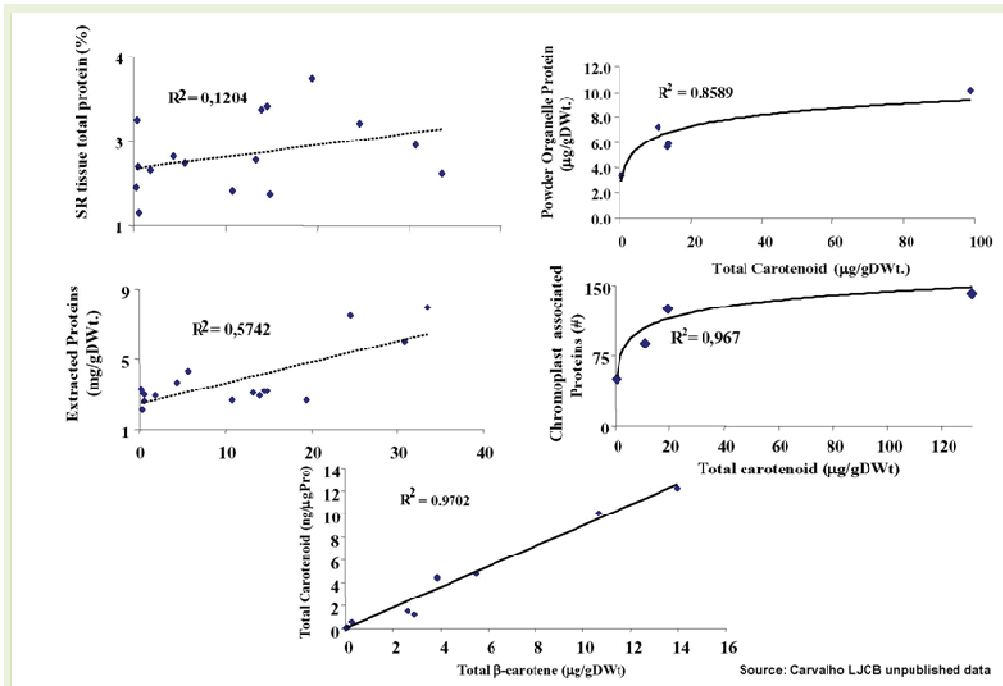 SR tissue total protein (%)
4
3
1
R2= 0,1204
Powder Organelle Protein
(µg/gDWt.)
12.0
10.0
8.0
6.0
4.0
2.0
0.0
R2 = 0.8589
0 20 40 60 80 100
Total Carotenoid (µg/gDWt.)
Extracted Proteins
(mg/gDWt.)
9
5
1
R2= 0,5742
0 10 20 30 40
Chromoplast associated
Proteins (#)
150
75
0
R2=0,967
0 20 40 60 80 100 120
Total carotenoid (µg/gDWt)
Total Carotenoid (ng/µgPro)
14
12
10
8
6
4
2
0
R2 = 0.9702
0 2 4 6 8 10 12 14 16
Total β-carotene (µg/gDWt)
Source: Carvalho LJCB unpublished data